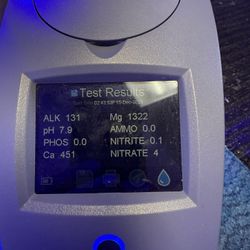 Test Results
ALK 131 Mg 1322
pH 7.9 AMMO 0.0
PHOS 0.0 NITRITE 0.1
Ca 451 NITRATE 4